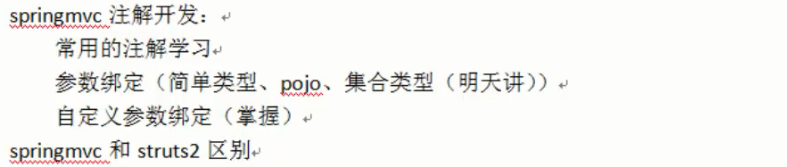 springmvc 注解开发：
常用的注解学习
参数绑定（简单类型、pojo、集合类型（明天讲））
自定义参数绑定（掌握）
springmvc 和 struts2 区别